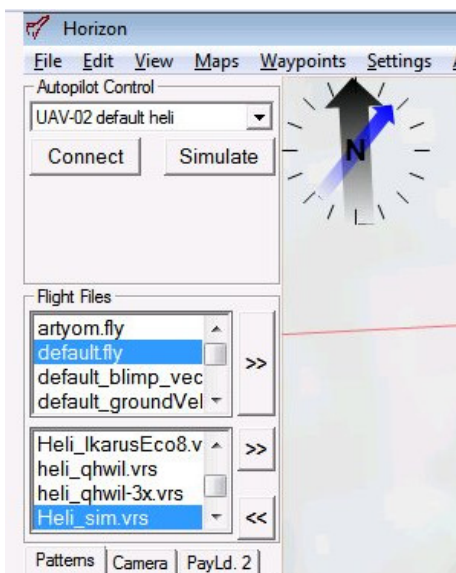 Horizon
File Edit View Maps Waypoints Settings
Autopilot Control
UAV-02 default heli
Connect Simulate
N
Flight Files
artyom.fly
default.fly
default_blimp_vec
default_groundVel
>>
Heli_IkarusEco8.v
heli_qhwil.vrs
heli_qhwil-3x.vrs
Heli_sim.vrs
>>
<<
Patterns Camera PayLd. 2